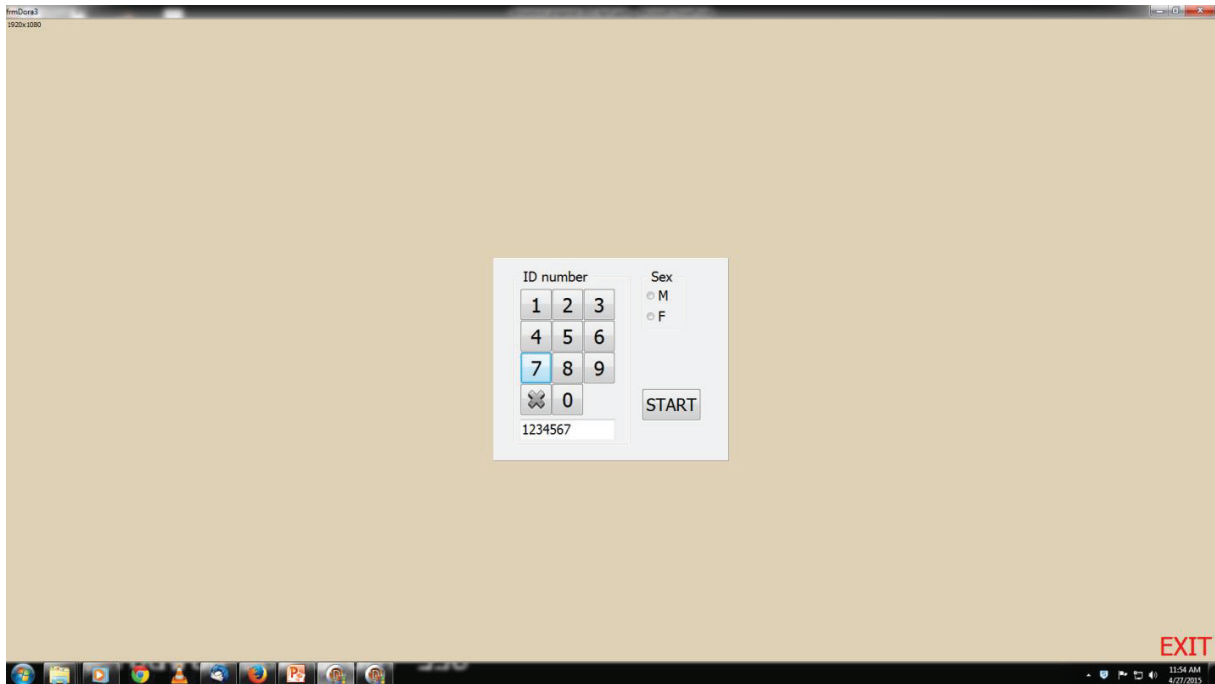 frmDora3
1920x1080
ID number
Sex
1 2 3
M
F
4 5 6
7 8 9
0
START
1234567
EXIT
11:54 AM
4/27/2015